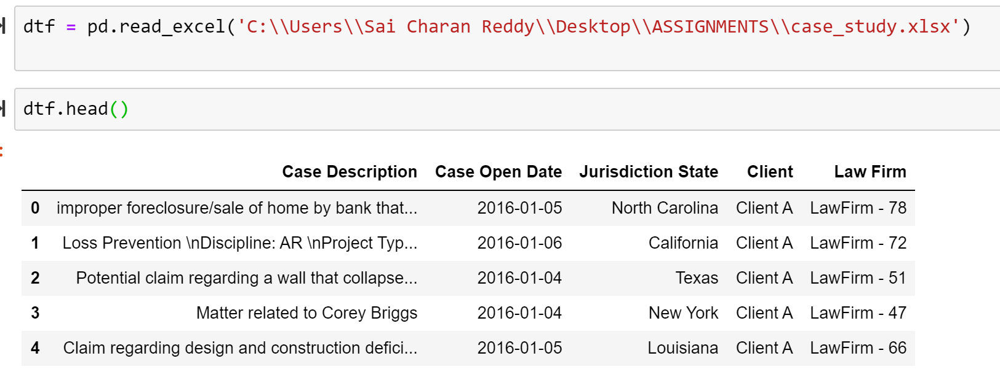 dtf = pd.read_excel('C:\\Users\\Sai Charan Reddy\\Desktop\\ASSIGNMENTS\\case_study.xlsx')
dtf.head()
:
Case Description Case Open Date Jurisdiction State Client Law Firm
0 improper foreclosure/sale of home by bank that... 2016-01-05 North Carolina Client A LawFirm - 78
1 Loss Prevention \nDiscipline: AR \nProject Typ... 2016-01-06 California Client A LawFirm - 72
2 Potential claim regarding a wall that collapse... 2016-01-04 Texas Client A LawFirm - 51
3 Matter related to Corey Briggs 2016-01-04 New York Client A LawFirm - 47
4 Claim regarding design and construction defici... 2016-01-05 Louisiana Client A LawFirm - 66